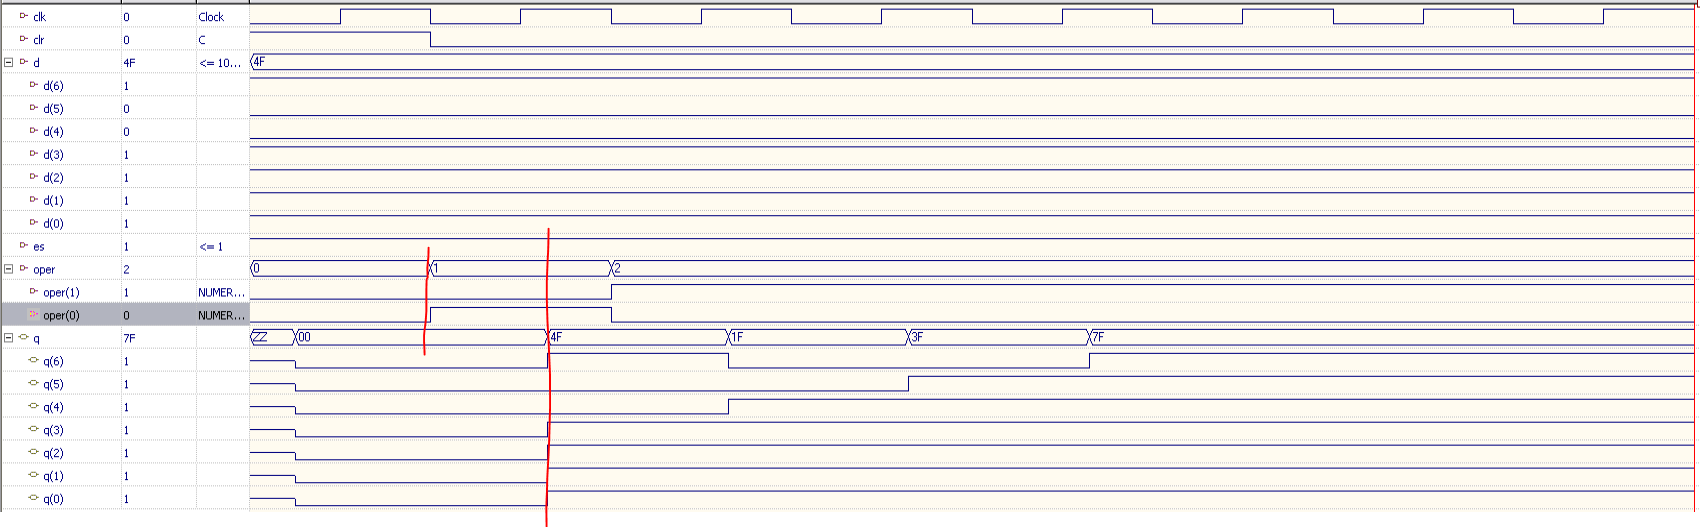 clk 0 Clock
clr 0 C
d 4F <= 10... 4F
d(6) 1
d(5) 0
d(4) 0
d(3) 1
d(2) 1
d(1) 1
d(0) 1
es 1 <= 1
oper 2 0 1 2
oper(1) 1 NUMER...
oper(0) 0 NUMER...
q 7F ZZ 00 4F 1F 3F 7F
q(6) 1
q(5) 1
q(4) 1
q(3) 1
q(2) 1
q(1) 1
q(0) 1